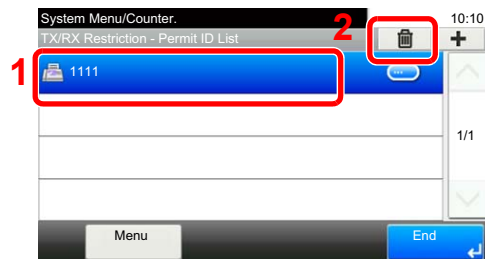 System Menu/Counter.
10:10
TX/RX Restriction - Permit ID List
2
1
1111
1/1
Menu
End